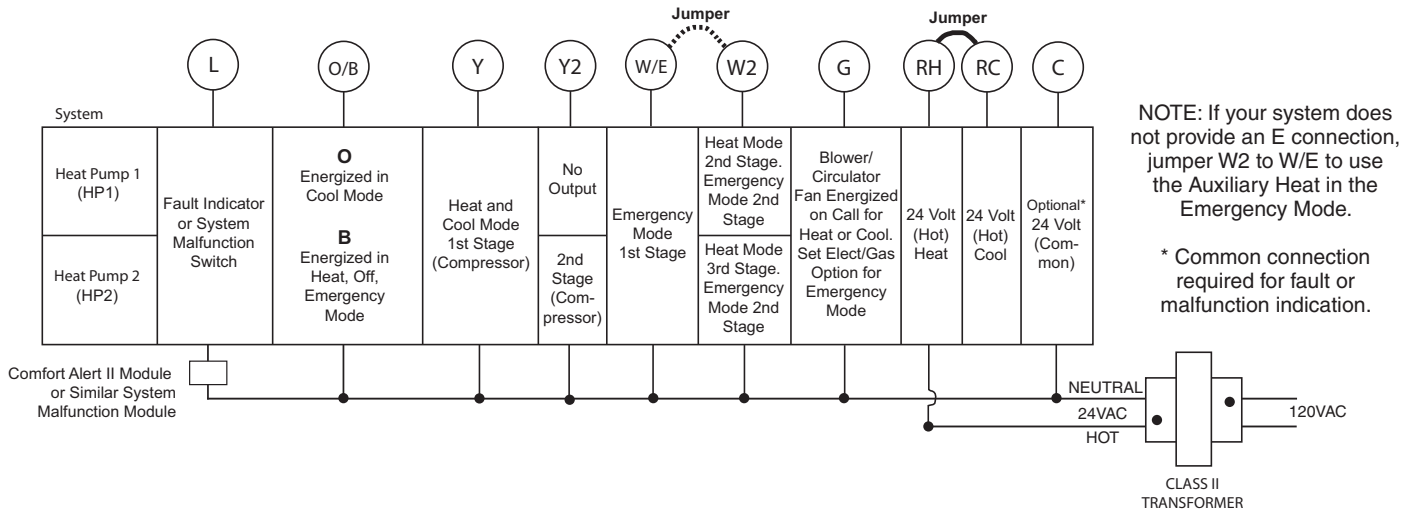 Jumper
Jumper
L
O/B
Y
Y2
W/E
W2
G
RH
RC
C
System
Heat Pump 1
(HP1)
Heat Pump 2
(HP2)
Fault Indicator
or System
Malfunction
Switch
O
Energized in
Cool Mode
B
Energized in
Heat, Off,
Emergency
Mode
Heat and
Cool Mode
1st Stage
(Compressor)
No
Output
2nd
Stage
(Com-
pressor)
Emergency
Mode
1st Stage
Heat Mode
2nd Stage.
Emergency
Mode 2nd
Stage
Heat Mode
3rd Stage.
Emergency
Mode 2nd
Stage
Blower/
Circulator
Fan Energized
on Call for
Heat or Cool.
Set Elect/Gas
Option for
Emergency
Mode
24 Volt
(Hot)
Heat
24 Volt
(Hot)
Cool
Optional*
24 Volt
(Com-
mon)
NOTE: If your system does
not provide an E connection,
jumper W2 to W/E to use
the Auxiliary Heat in the
Emergency Mode.
* Common connection
required for fault or
malfunction indication.
Comfort Alert II Module
or Similar System
Malfunction Module
NEUTRAL
24VAC
HOT
120VAC
CLASS II
TRANSFORMER